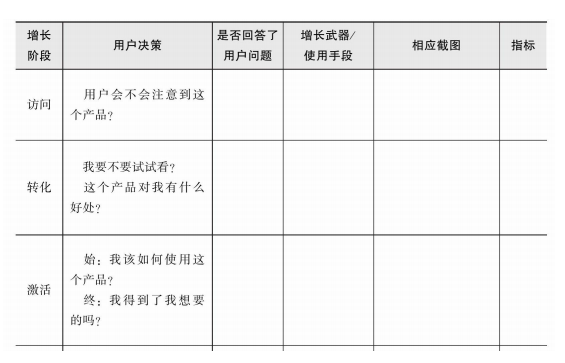 增长
阶段
用户决策
是否回答了
用户问题
增长武器/
使用手段
相应截图
指标
访问
用户会不会注意到这
个产品？
转化
我要不要试试看？
这个产品对我有什么
好处？
激活
始：我该如何使用这
个产品？
终：我得到了我想要
的吗？